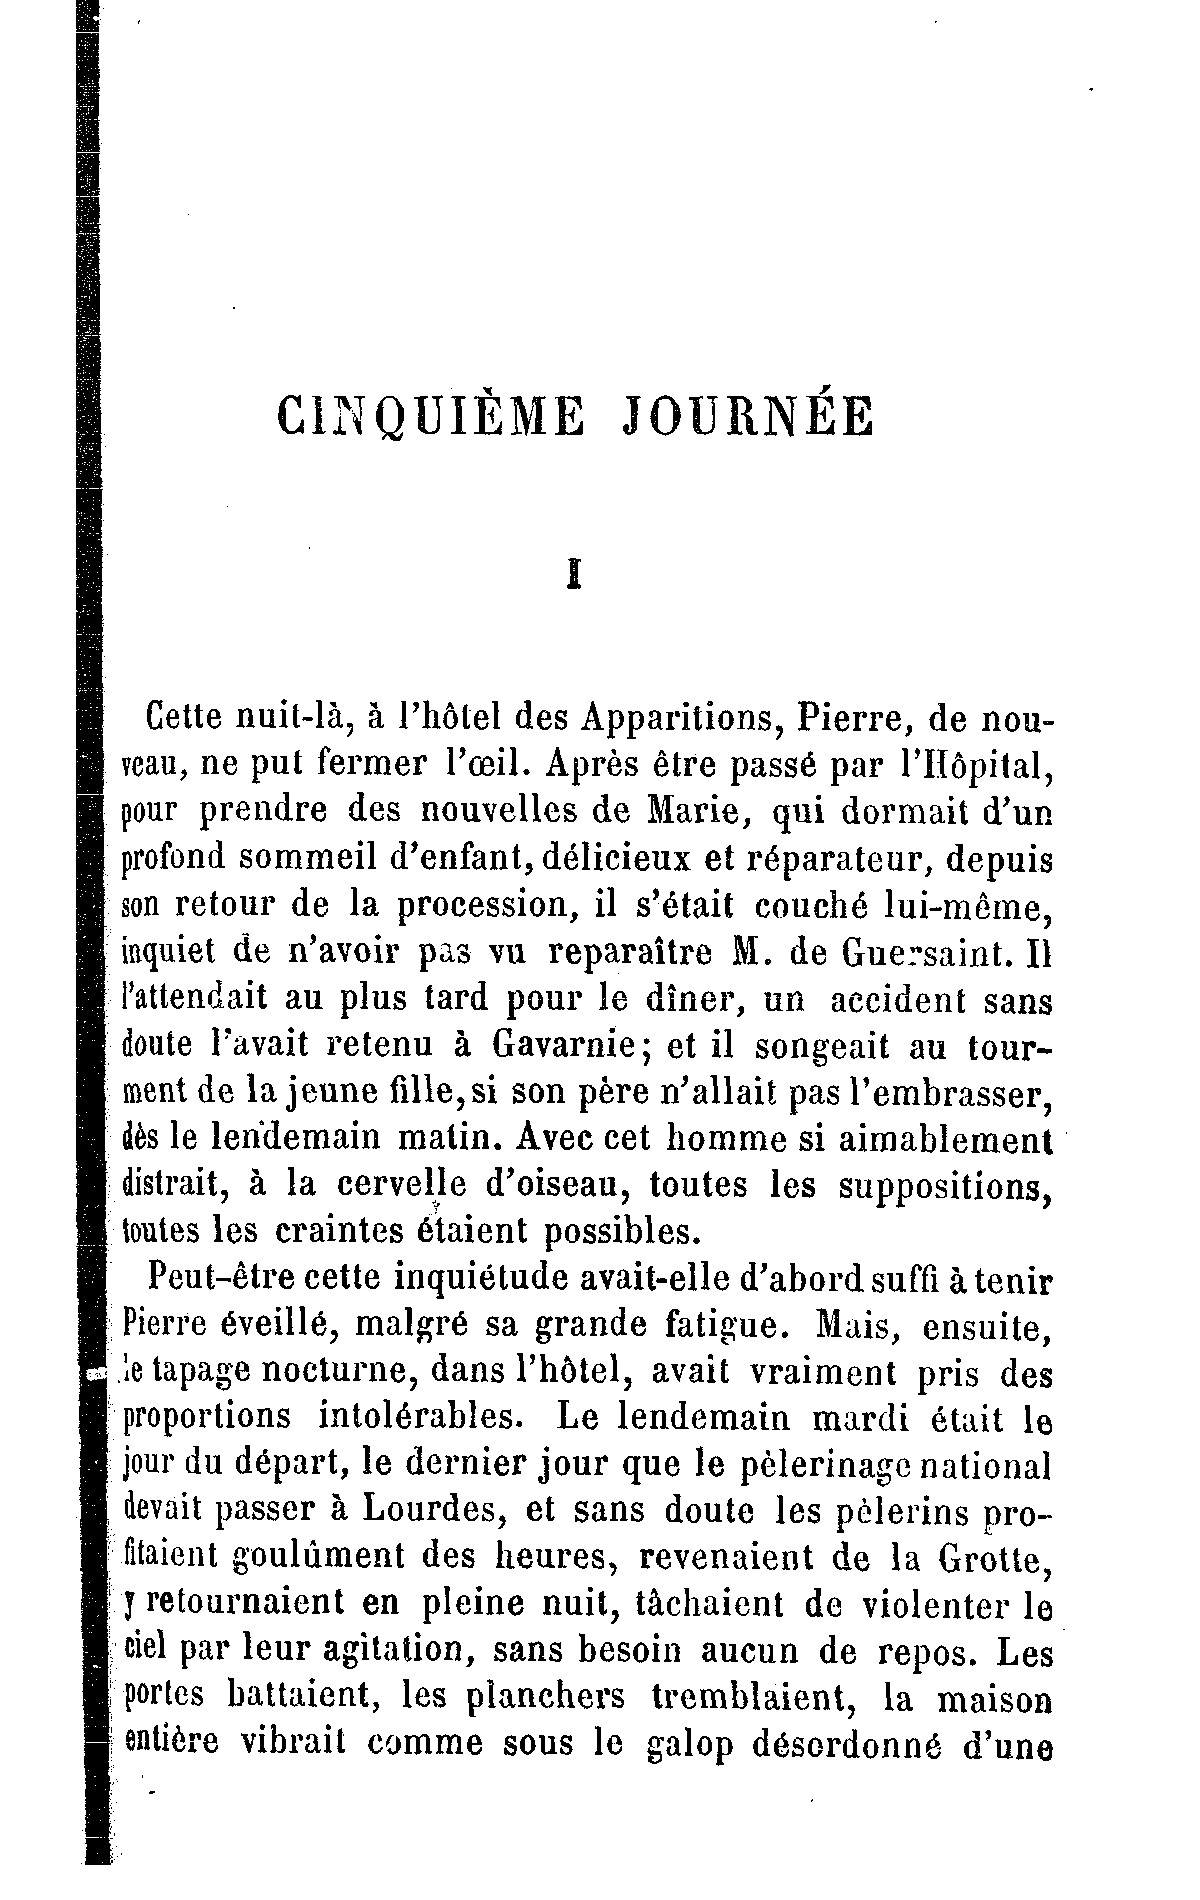 CINQUIÈME JOURNÉE
I
Cette nuit-là, à l'hôtel des Apparitions, Pierre, de nou-
veau, ne put fermer l'œil. Après être passé par l'Hôpital,
pour prendre des nouvelles de Marie, qui dormait d'un
profond sommeil d'enfant, délicieux et réparateur, depuis
son retour de la procession, il s'était couché lui-même,
inquiet de n'avoir pas vu reparaître M. de Guersaint. Il
l'attendait au plus tard pour le dîner, un accident sans
doute l'avait retenu à Gavarnie; et il songeait au tour-
ment de la jeune fille, si son père n'allait pas l'embrasser,
dès le lendemain matin. Avec cet homme si aimablement
distrait, à la cervelle d'oiseau, toutes les suppositions,
toutes les craintes étaient possibles.
Peut-être cette inquiétude avait-elle d'abord suffi à tenir
Pierre éveillé, malgré sa grande fatigue. Mais, ensuite,
le tapage nocturne, dans l'hôtel, avait vraiment pris des
proportions intolérables. Le lendemain mardi était le
jour du départ, le dernier jour que le pèlerinage national
devait passer à Lourdes, et sans doute les pèlerins pro-
fitaient goulûment des heures, revenaient de la Grotte,
y retournaient en pleine nuit, tâchaient de violenter le
ciel par leur agitation, sans besoin aucun de repos. Les
portes battaient, les planchers tremblaient, la maison
entière vibrait comme sous le galop désordonné d'une